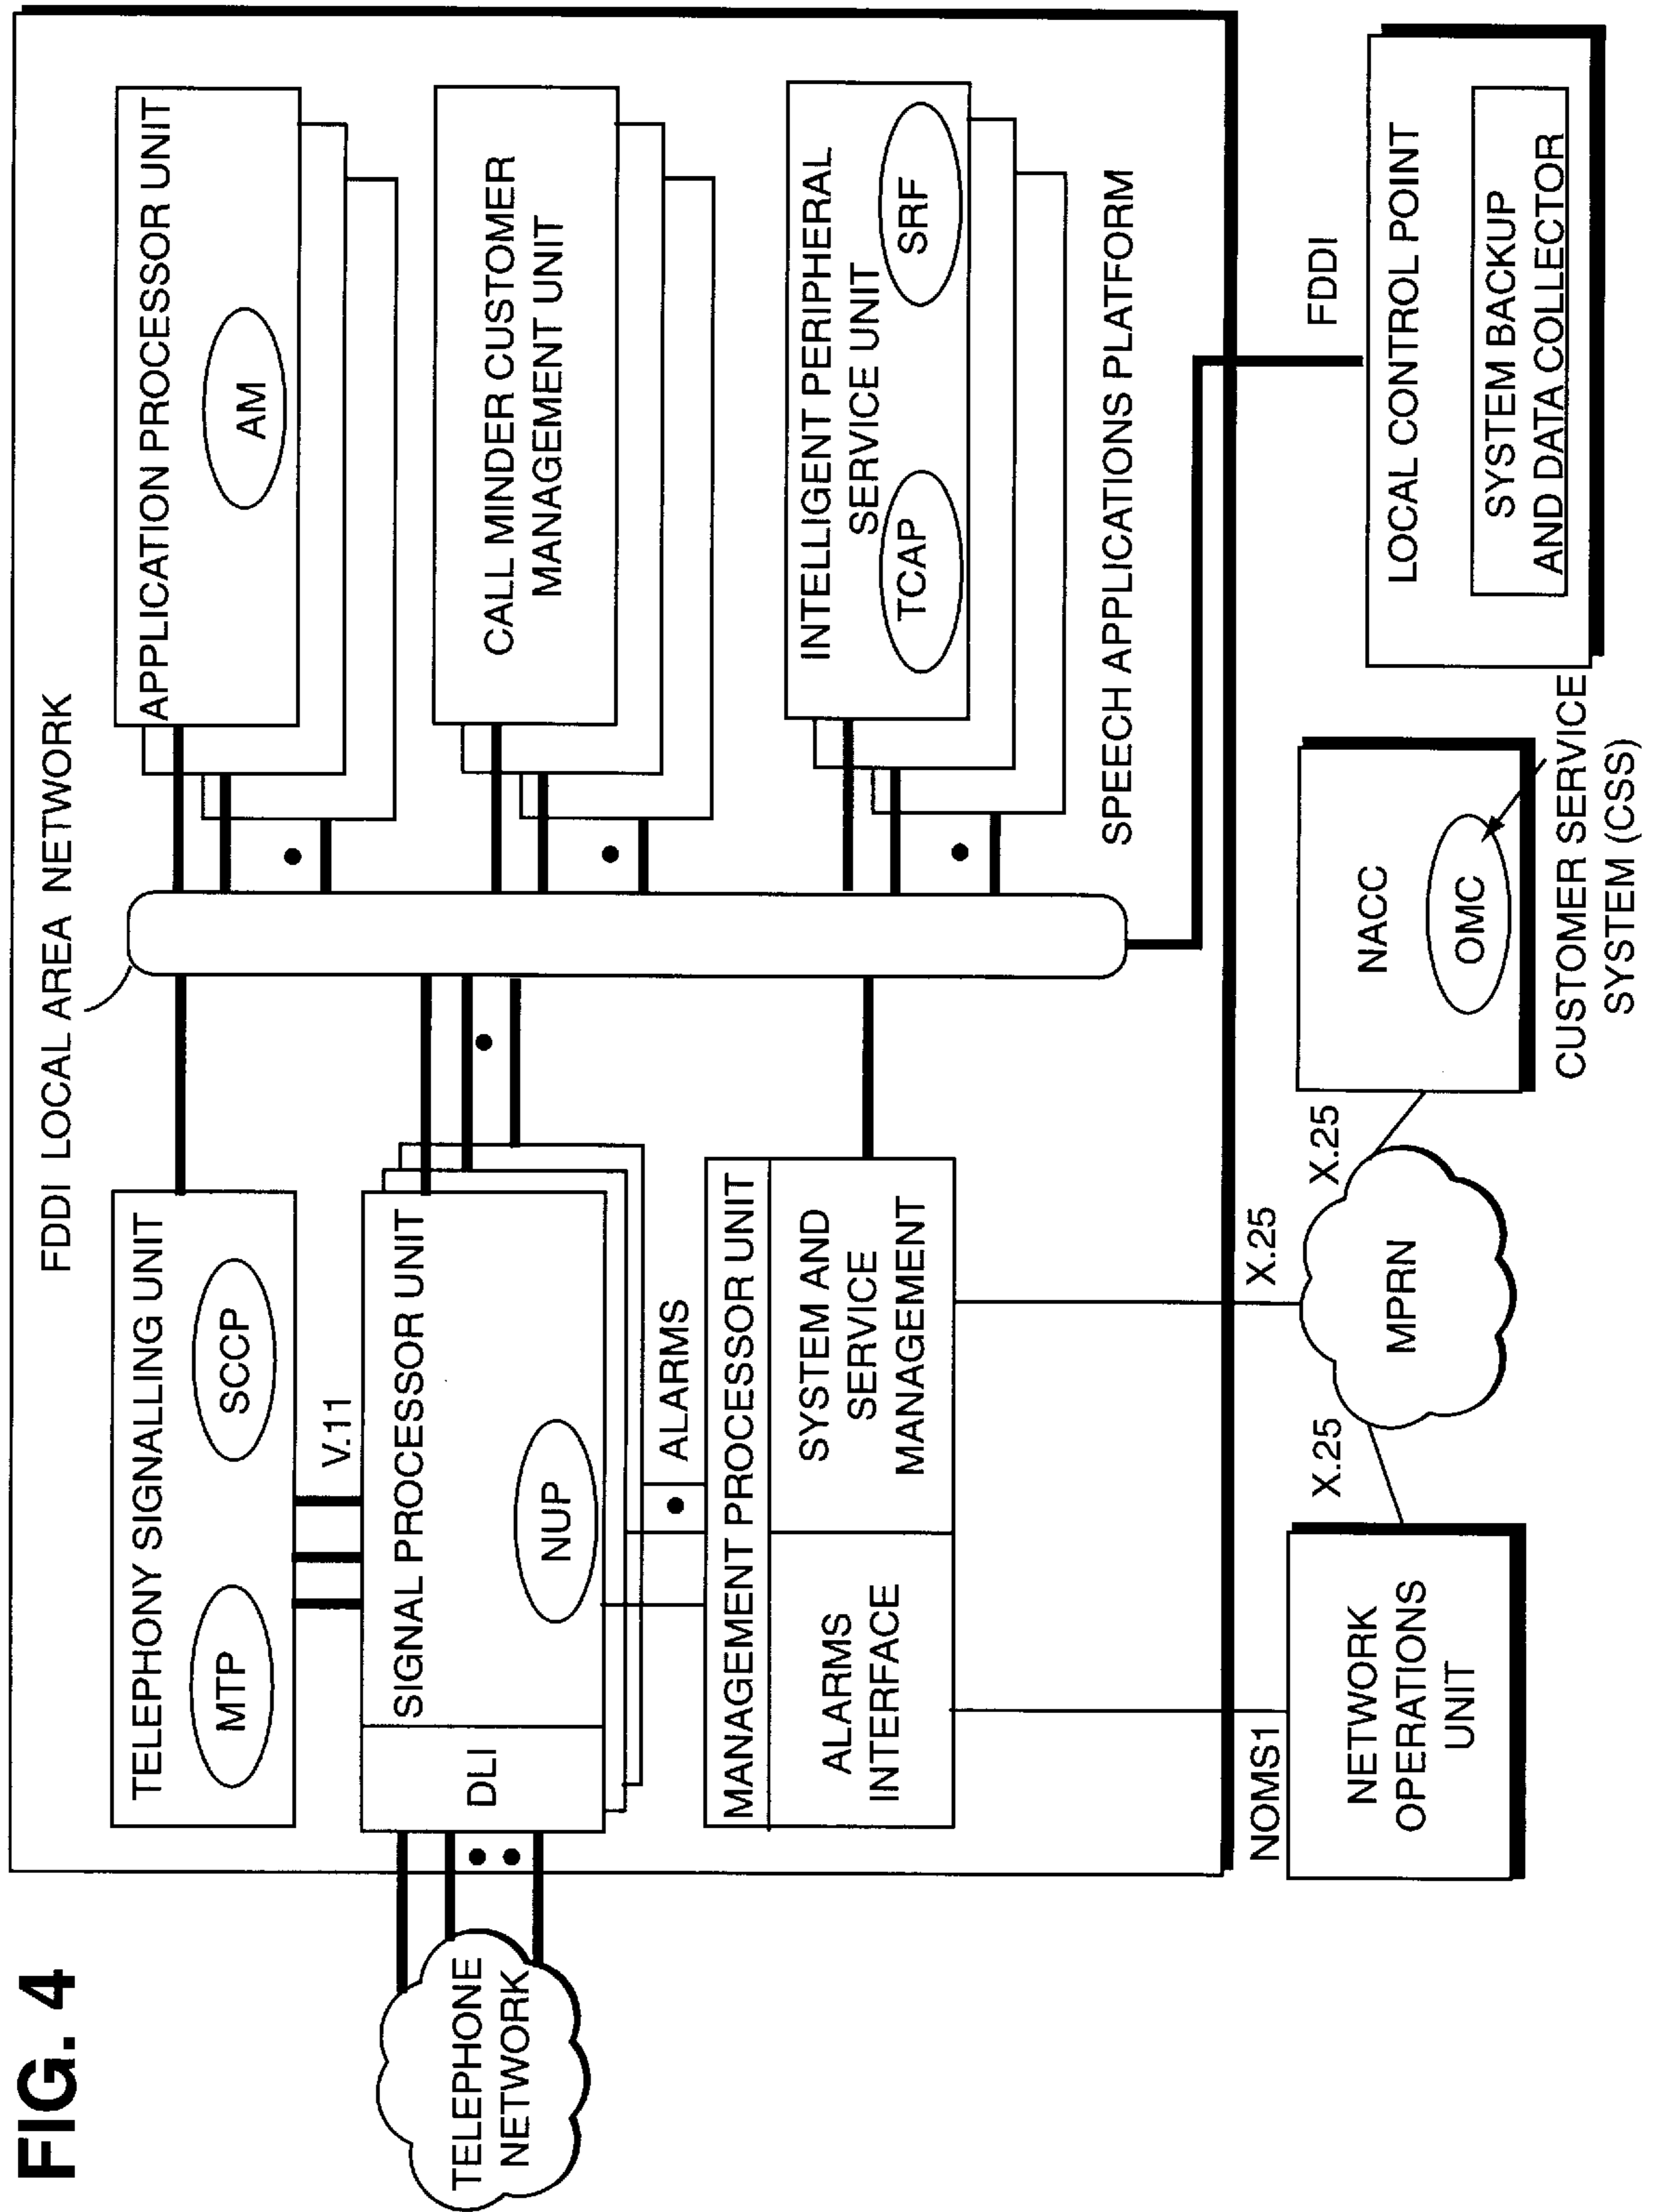 FIG. 4
FDDI LOCAL AREA NETWORK
TELEPHONY SIGNALLING UNIT
MTP
SCCP
V.11
APPLICATION PROCESSOR UNIT
AM
TELEPHONE
NETWORK
DLI
SIGNAL PROCESSOR UNIT
NUP
CALL MINDER CUSTOMER
MANAGEMENT UNIT
ALARMS
MANAGEMENT PROCESSOR UNIT
ALARMS
INTERFACE
SYSTEM AND
SERVICE
MANAGEMENT
INTELLIGENT PERIPHERAL
SERVICE UNIT
TCAP
SRF
SPEECH APPLICATIONS PLATFORM
NOMS1
X.25
FDDI
NETWORK
OPERATIONS
UNIT
X.25
MPRN
X.25
NACC
OMC
CUSTOMER SERVICE
SYSTEM (CSS)
LOCAL CONTROL POINT
SYSTEM BACKUP
AND DATA COLLECTOR